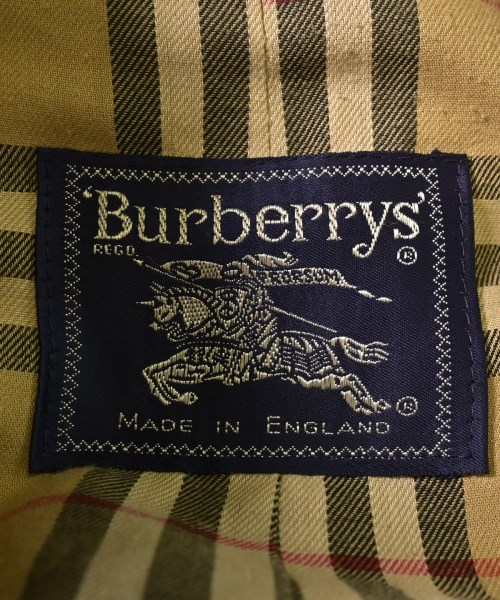 'Burberrys'
REGD. ®
®
MADE IN ENGLAND